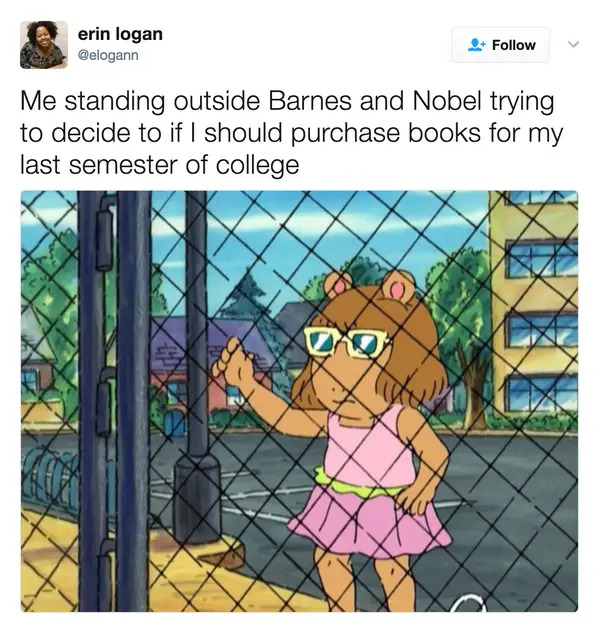 erin logan
@elogann
Follow
Me standing outside Barnes and Nobel trying
to decide to if I should purchase books for my
last semester of college